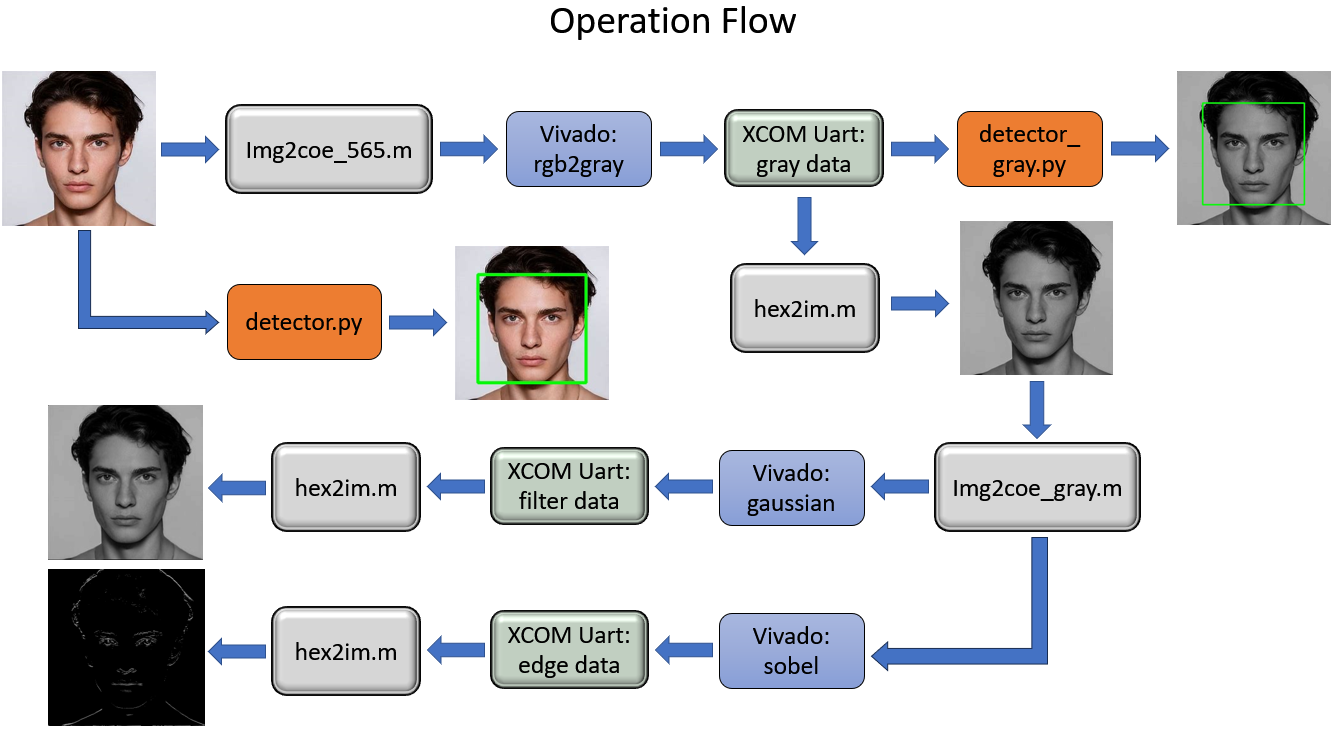 Operation Flow
Img2coe_565.m
Vivado:
rgb2gray
XCOM Uart:
gray data
detector_
gray.py
hex2im.m
detector.py
hex2im.m
XCOM Uart:
filter data
Vivado:
gaussian
Img2coe_gray.m
hex2im.m
XCOM Uart:
edge data
Vivado:
sobel